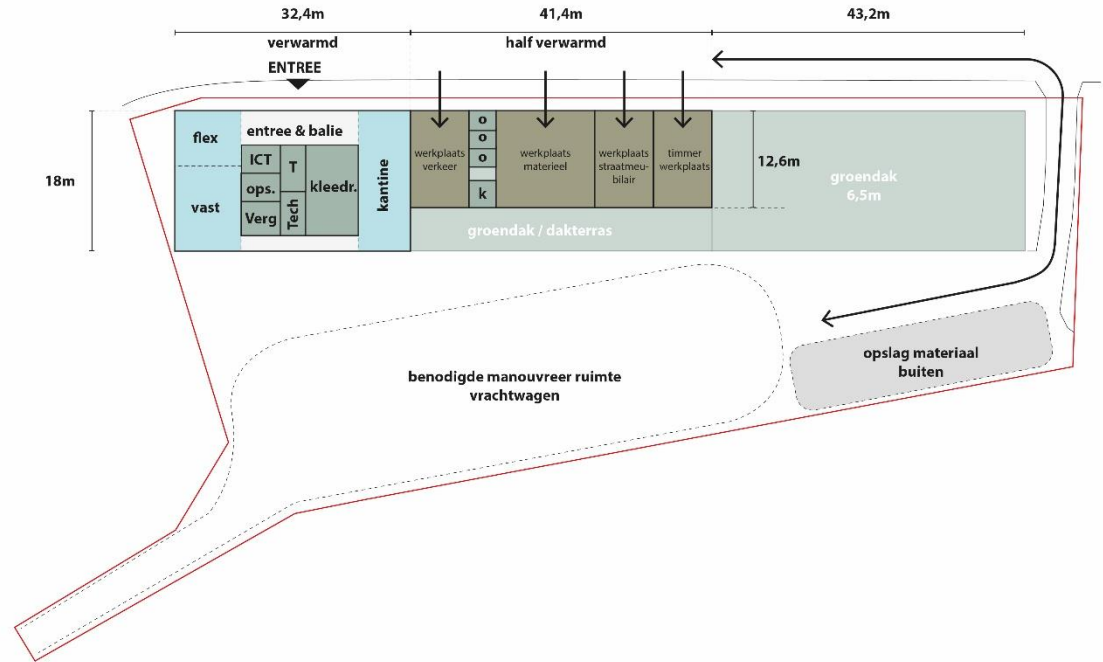 32,4m
41,4m
43,2m
verwarmd
half verwarmd
ENTREE
18m
flex
vast
entree & balie
ICT
ops.
Verg
T
Tech
kleedr.
kantine
werkplaats
verkeer
o
o
o
k
werkplaats
materieel
werkplaats
straatmeu-
bilair
timmer
werkplaats
12,6m
groendak
6,5m
groendak / dakterras
benodigde manouvreer ruimte
vrachtwagen
opslag materiaal
buiten